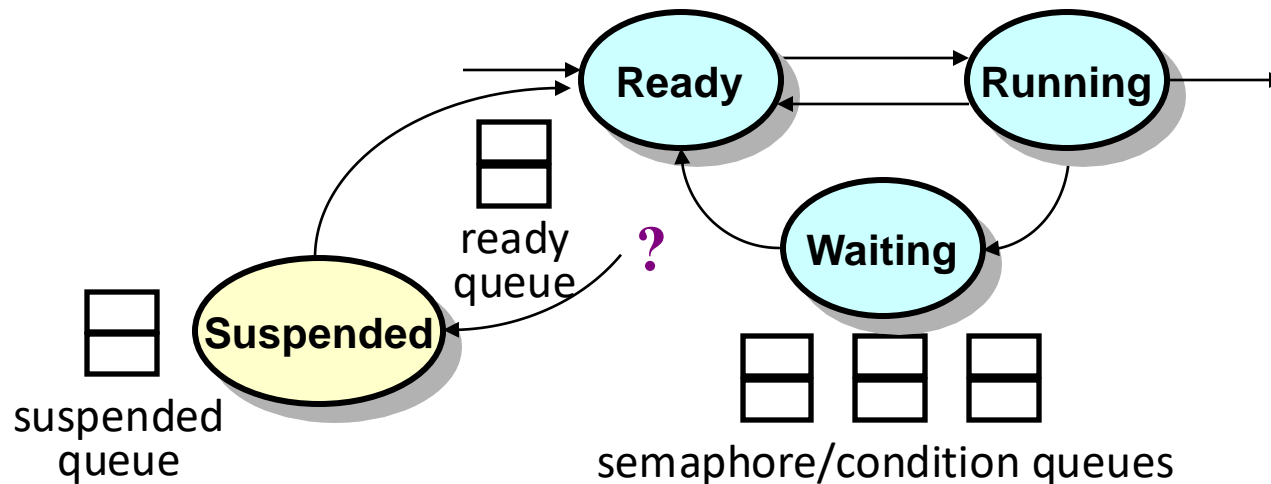 Ready
Running
ready
queue
?
Waiting
Suspended
suspended
queue
semaphore/condition queues